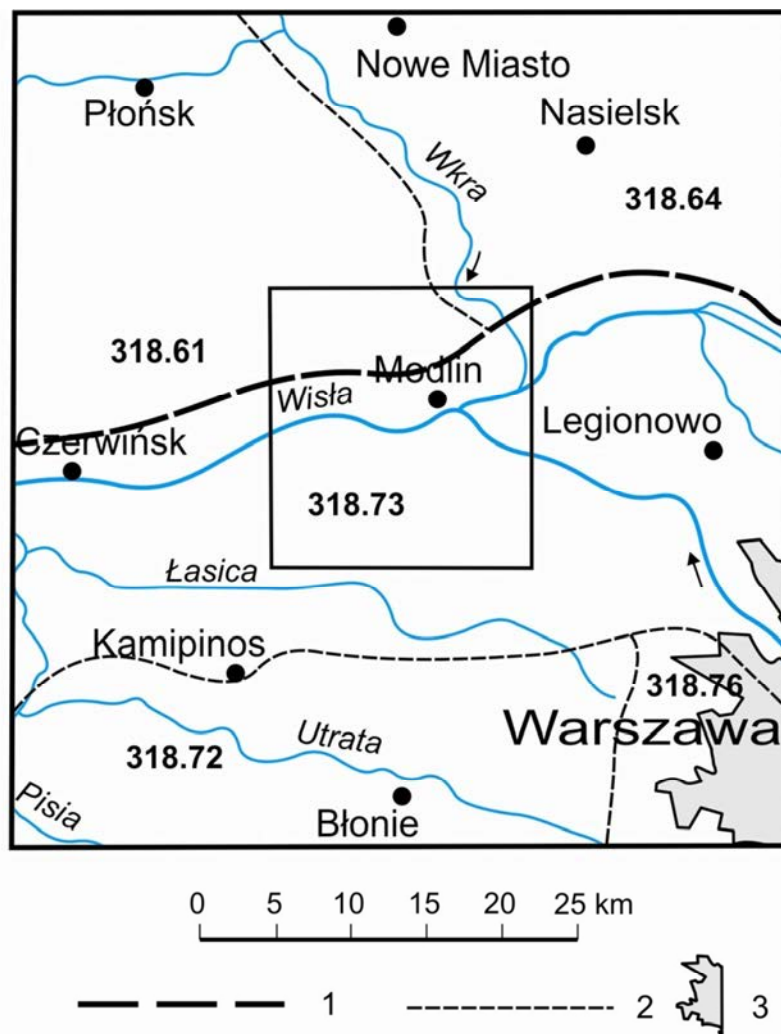 Nowe Miasto
Płońsk
Nasielsk
Wkra
318.64
318.61
Modlin
Wisła
Legionowo
Czerwińsk
318.73
Łasica
Kamipinos
318.76
Warszawa
318.72
Utrata
Pisia
Błonie
0 5 10 15 20 25 km
1 2 3